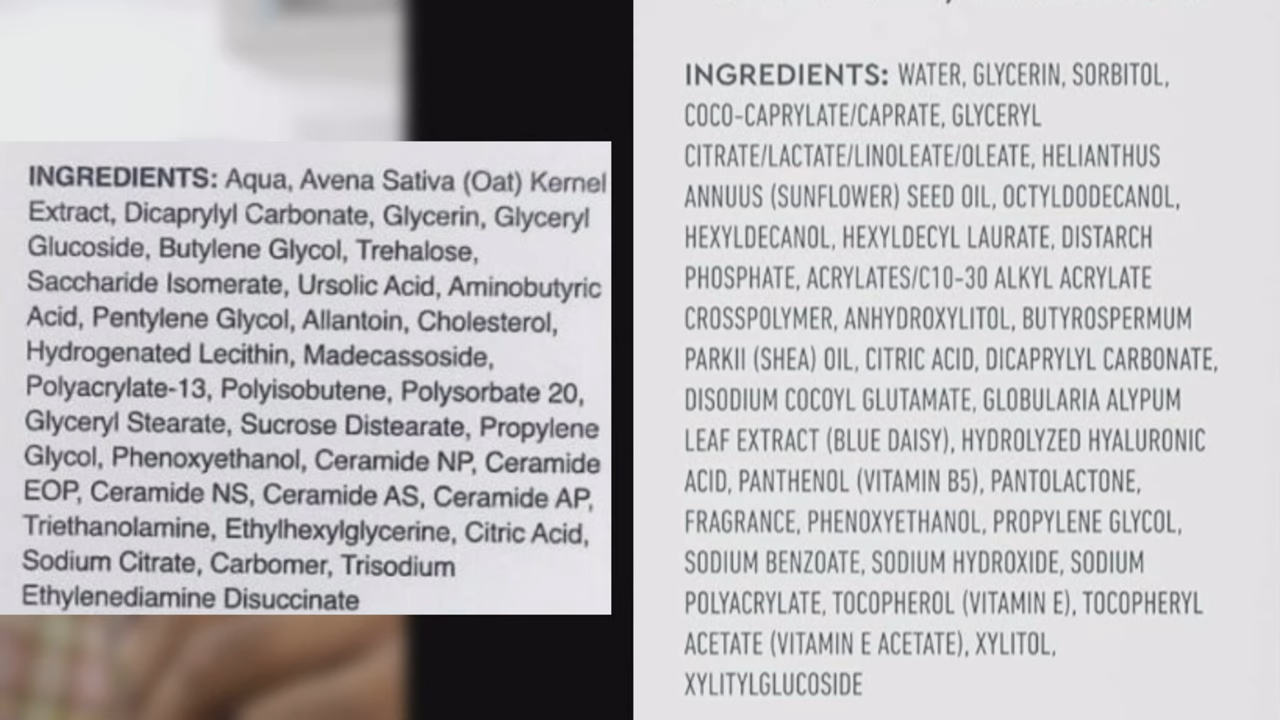 INGREDIENTS: Aqua, Avena Sativa (Oat) Kernel
Extract, Dicaprylyl Carbonate, Glycerin, Glyceryl
Glucoside, Butylene Glycol, Trehalose,
Saccharide Isomerate, Ursolic Acid, Aminobutyric
Acid, Pentylene Glycol, Allantoin, Cholesterol,
Hydrogenated Lecithin, Madecassoside,
Polyacrylate-13, Polyisobutene, Polysorbate 20,
Glyceryl Stearate, Sucrose Distearate, Propylene
Glycol, Phenoxyethanol, Ceramide NP, Ceramide
EOP, Ceramide NS, Ceramide AS, Ceramide AP,
Triethanolamine, Ethylhexylglycerine, Citric Acid,
Sodium Citrate, Carbomer, Trisodium
Ethylenediamine Disuccinate
INGREDIENTS: WATER, GLYCERIN, SORBITOL,
COCO-CAPRYLATE/CAPRATE, GLYCERYL
CITRATE/LACTATE/LINOLEATE/OLEATE, HELIANTHUS
ANNUUS (SUNFLOWER) SEED OIL, OCTYLDODECANOL,
HEXYLDECANOL, HEXYLDECYL LAURATE, DISTARCH
PHOSPHATE, ACRYLATES/C10-30 ALKYL ACRYLATE
CROSSPOLYMER, ANHYDROXYLITOL, BUTYROSPERMUM
PARKII (SHEA) OIL, CITRIC ACID, DICAPRYLYL CARBONATE,
DISODIUM COCOYL GLUTAMATE, GLOBULARIA ALYPUM
LEAF EXTRACT (BLUE DAISY), HYDROLYZED HYALURONIC
ACID, PANTHENOL (VITAMIN B5), PANTOLACTONE,
FRAGRANCE, PHENOXYETHANOL, PROPYLENE GLYCOL,
SODIUM BENZOATE, SODIUM HYDROXIDE, SODIUM
POLYACRYLATE, TOCOPHEROL (VITAMIN E), TOCOPHERYL
ACETATE (VITAMIN E ACETATE), XYLITOL,
XYLITYLGLUCOSIDE